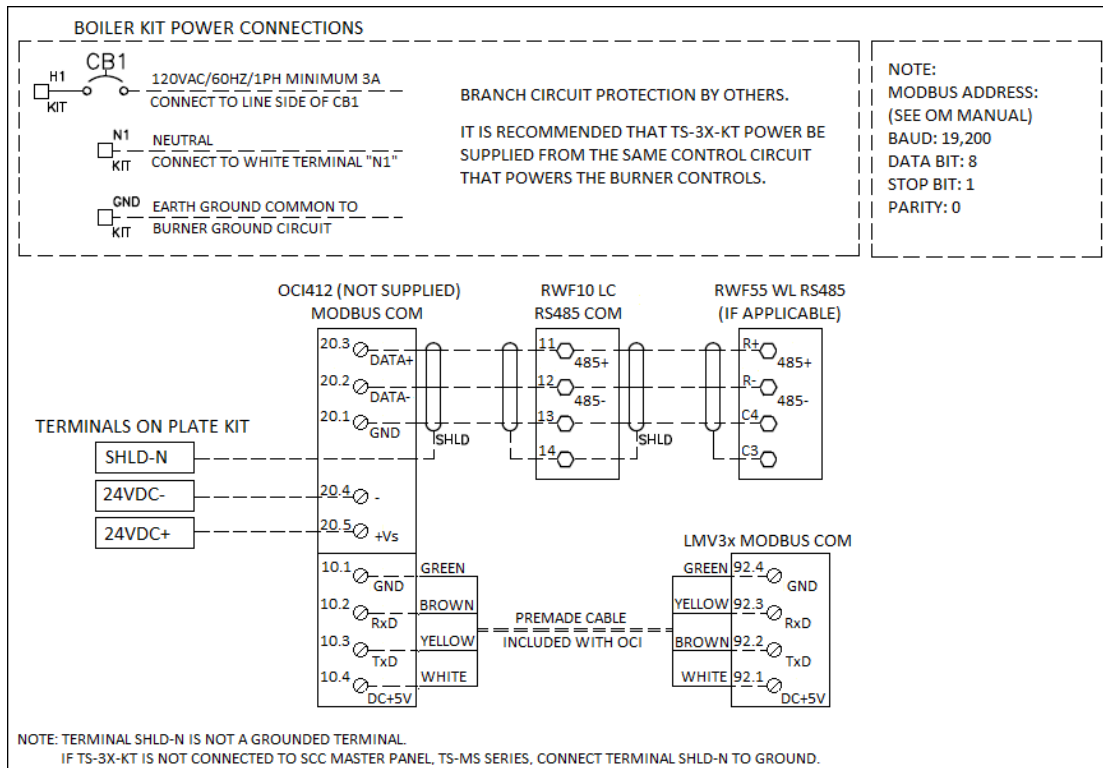 BOILER KIT POWER CONNECTIONS
CB1
H1
KIT
120VAC/60HZ/1PH MINIMUM 3A
CONNECT TO LINE SIDE OF CB1
N1
KIT
NEUTRAL
CONNECT TO WHITE TERMINAL "N1"
GND
KIT
EARTH GROUND COMMON TO
BURNER GROUND CIRCUIT
BRANCH CIRCUIT PROTECTION BY OTHERS.
IT IS RECOMMENDED THAT TS-3X-KT POWER BE
SUPPLIED FROM THE SAME CONTROL CIRCUIT
THAT POWERS THE BURNER CONTROLS.
NOTE:
MODBUS ADDRESS:
(SEE OM MANUAL)
BAUD: 19,200
DATA BIT: 8
STOP BIT: 1
PARITY: 0
OCI412 (NOT SUPPLIED)
MODBUS COM
RWF10 LC
RS485 COM
RWF55 WL RS485
(IF APPLICABLE)
20.3
DATA+
11
485+
R+
485+
20.2
DATA-
12
485-
R-
485-
20.1
GND
13
C4
SHLD
14
SHLD
C3
TERMINALS ON PLATE KIT
SHLD-N
24VDC-
20.4
-
24VDC+
20.5
+Vs
LMV3x MODBUS COM
10.1
GND
GREEN
10.2
RxD
BROWN
10.3
TxD
YELLOW
10.4
DC+5V
WHITE
PREMADE CABLE
INCLUDED WITH OCI
GREEN
92.4
GND
YELLOW
92.3
RxD
BROWN
92.2
TxD
WHITE
92.1
DC+5V
NOTE: TERMINAL SHLD-N IS NOT A GROUNDED TERMINAL.
IF TS-3X-KT IS NOT CONNECTED TO SCC MASTER PANEL, TS-MS SERIES, CONNECT TERMINAL SHLD-N TO GROUND.